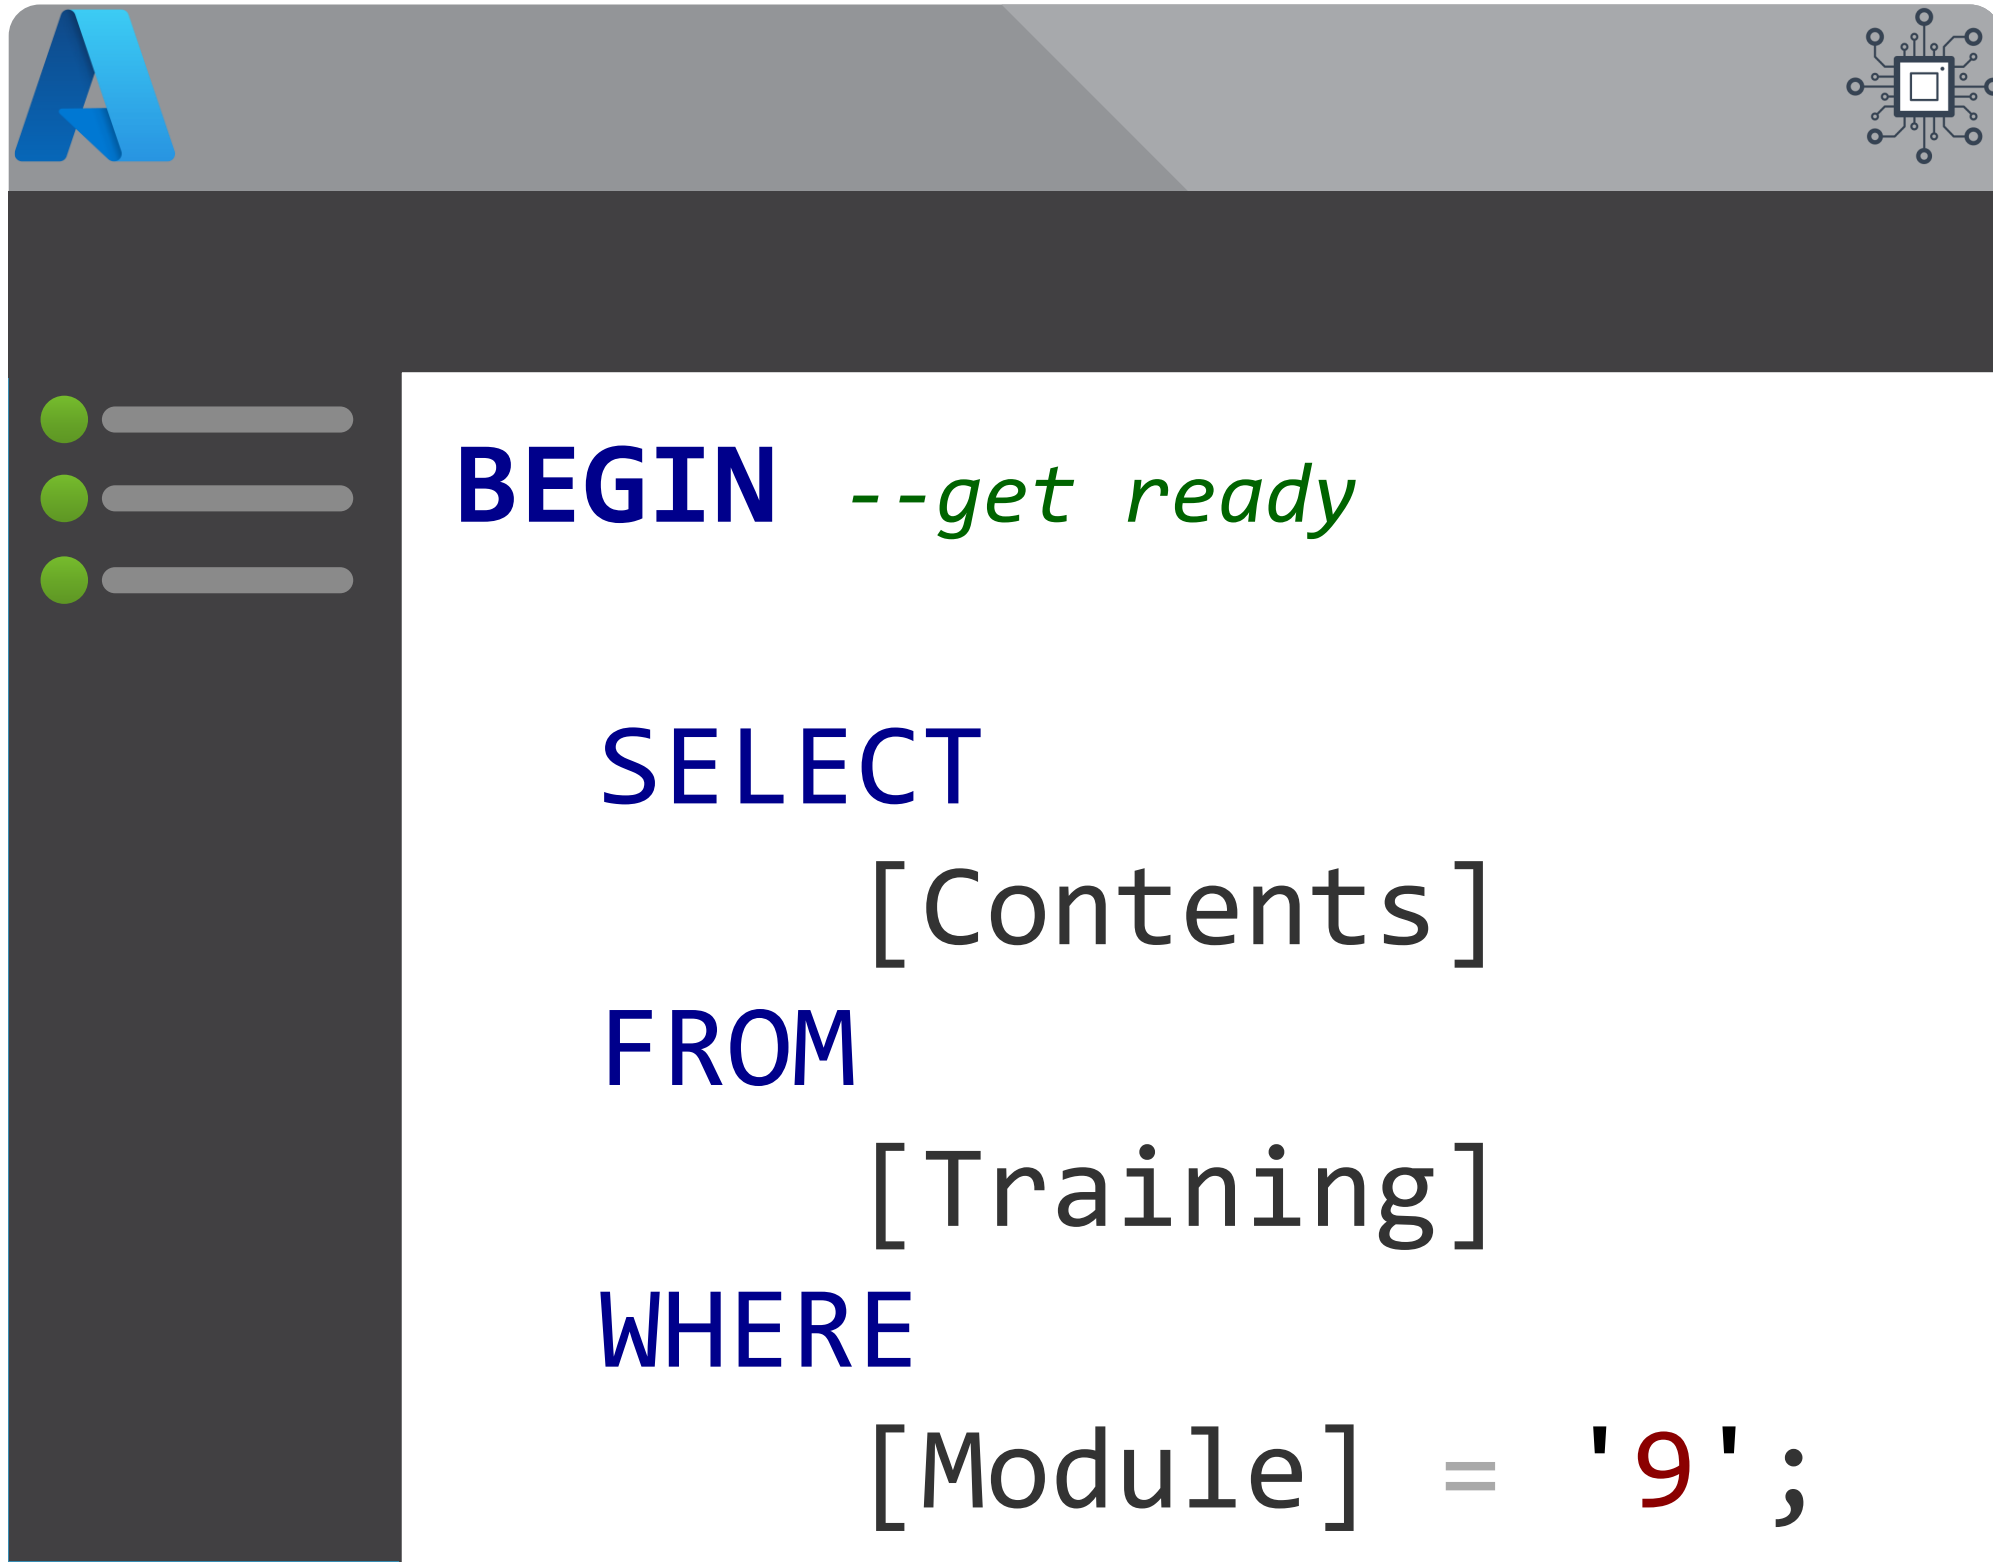 BEGIN --get ready
SELECT
[Contents]
FROM
[Training]
WHERE
[Module] = '9';